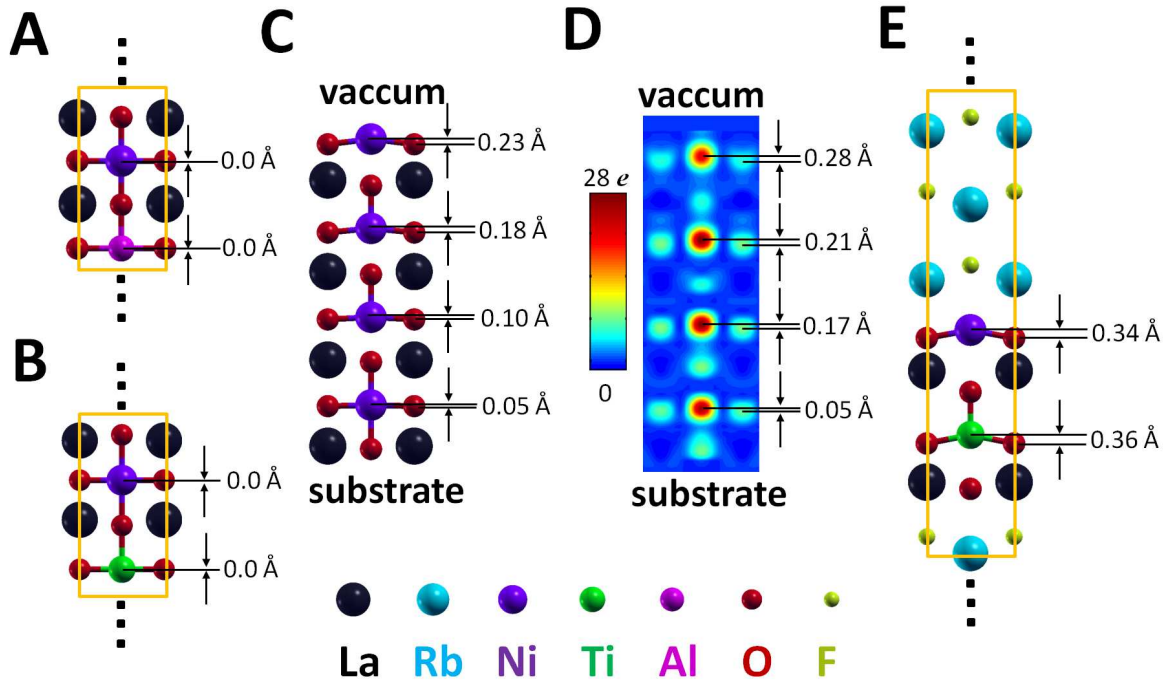 A
0.0 Å
0.0 Å
B
0.0 Å
0.0 Å
C
vaccum
0.23 Å
0.18 Å
0.10 Å
0.05 Å
substrate
D
vaccum
28 e
0
0.28 Å
0.21 Å
0.17 Å
0.05 Å
substrate
E
0.34 Å
0.36 Å
La Rb Ni Ti Al O F